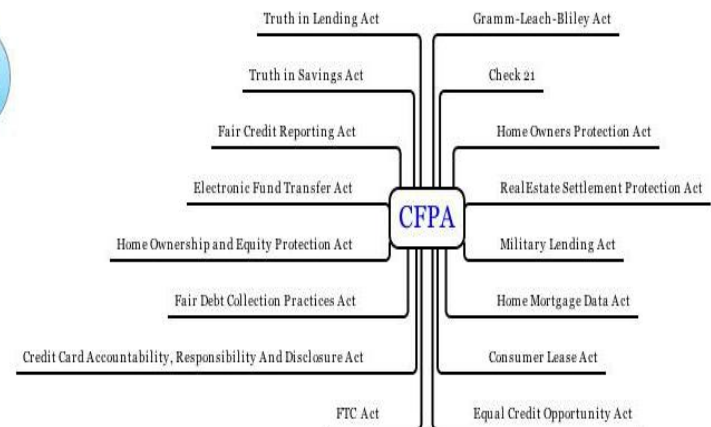 Truth in Lending Act
Truth in Savings Act
Fair Credit Reporting Act
Electronic Fund Transfer Act
Home Ownership and Equity Protection Act
Fair Debt Collection Practices Act
Credit Card Accountability, Responsibility And Disclosure Act
FTC Act
CFPA
Gramm-Leach-Bliley Act
Check 21
Home Owners Protection Act
RealEstate Settlement Protection Act
Military Lending Act
Home Mortgage Data Act
Consumer Lease Act
Equal Credit Opportunity Act